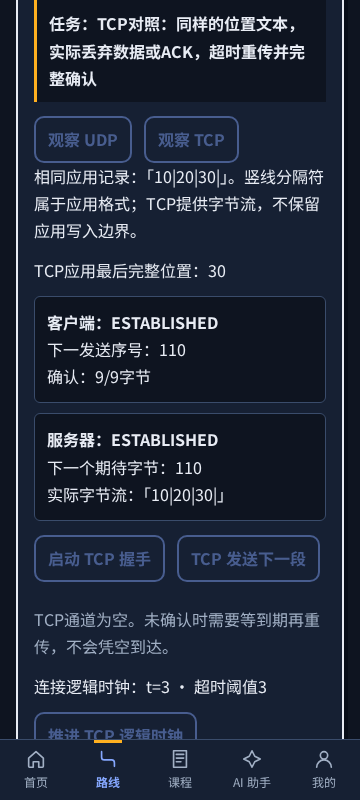 任务：TCP对照：同样的位置文本，
实际丢弃数据或ACK，超时重传并完
整确认
观察 UDP
观察 TCP
相同应用记录：「10|20|30|」。竖线分隔符
属于应用格式；TCP提供字节流，不保留
应用写入边界。
TCP应用最后完整位置：30
客户端：ESTABLISHED
下一发送序号：110
确认：9/9字节
服务器：ESTABLISHED
下一个期待字节：110
实际字节流：「10|20|30|」
启动 TCP 握手
TCP 发送下一段
TCP通道为空。未确认时需要等到期再重
传，不会凭空到达。
连接逻辑时钟：t=3 · 超时阈值3
推进 TCP 逻辑时钟
首页
路线
课程
AI 助手
我的